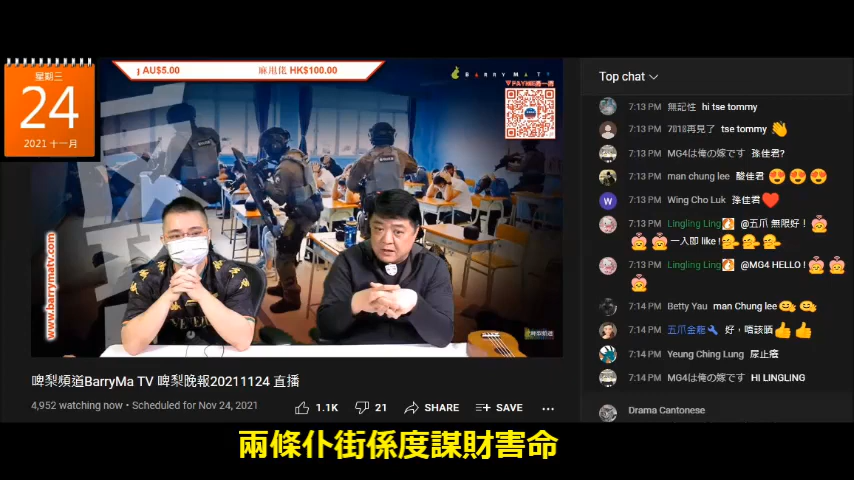 星期三
24
2021 十一月
AU$5.00
麻甩佬 HK$100.00
BARRYMATV
www.barrymatv.com
啤梨頻道BarryMa TV 啤梨晚報20211124 直播
4,952 watching now • Scheduled for Nov 24, 2021
1.1K
21
SHARE
SAVE
Top chat
7:13 PM 無記性 hi tse tommy
7:13 PM 7咱18再見了 tse tommy 👋
7:13 PM MG4は俺の嫁です 孫佳君?
7:13 PM man chung lee 酸佳君 😍😍😍
7:13 PM Wing Cho Luk 孫佳君❤️
7:13 PM Lingling Ling @五爪 無限好！
一入即 like !
7:13 PM Lingling Ling @MG4 HELLO !
7:14 PM Betty Yau man Chung lee🤗🤗
7:14 PM 五爪金龍 好，唔該晒👍👍
7:14 PM Yeung Ching Lung 屎止痕
7:14 PM MG4は俺の嫁です HI LINGLING
Drama Cantonese
兩條仆街係度謀財害命